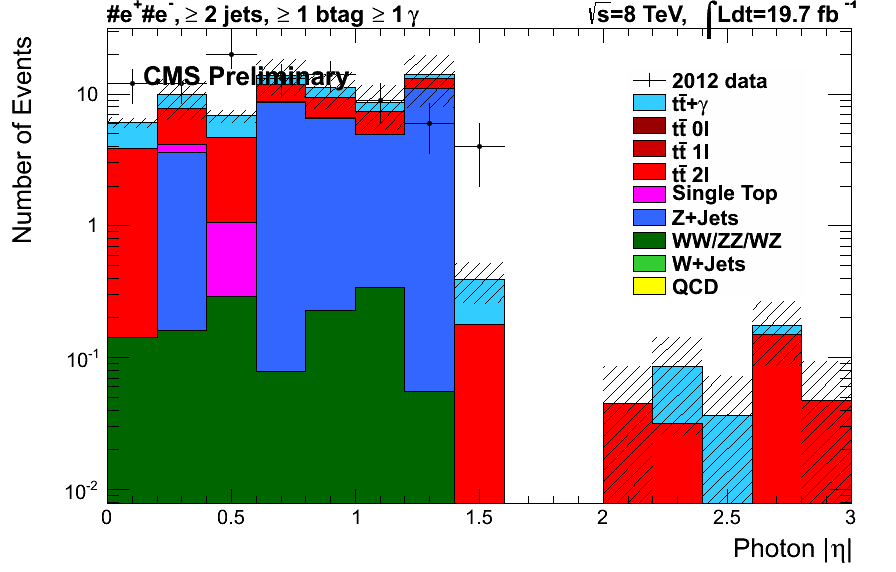 #e⁺#e⁻, ≥ 2 jets, ≥ 1 btag ≥ 1 γ
√s=8 TeV, ∫Ldt=19.7 fb⁻¹
CMS Preliminary
Number of Events
10
1
10⁻¹
10⁻²
2012 data
tt̄+γ
tt̄ 0l
tt̄ 1l
tt̄ 2l
Single Top
Z+Jets
WW/ZZ/WZ
W+Jets
QCD
0 0.5 1 1.5 2 2.5 3
Photon |η|